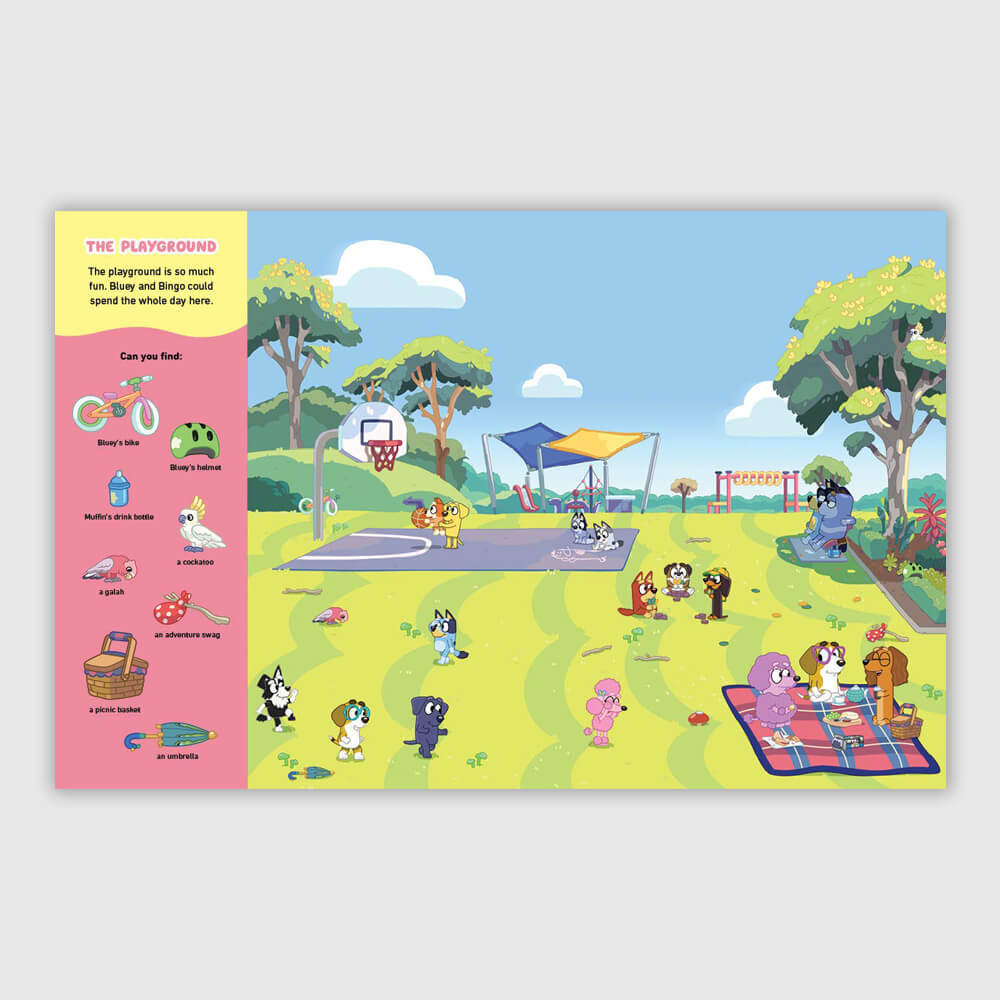 THE PLAYGROUND
The playground is so much
fun. Bluey and Bingo could
spend the whole day here.
Can you find:
Bluey's bike
Bluey's helmet
Muffin's drink bottle
a cockatoo
a galah
an adventure swag
a picnic basket
an umbrella